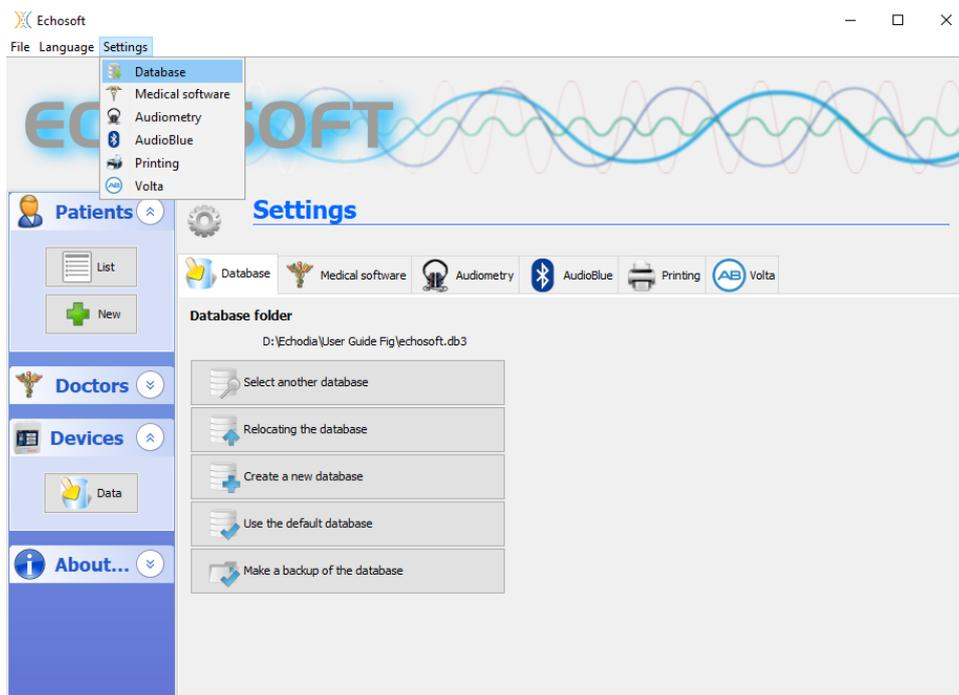 Echosoft
File Language Settings
Database
Medical software
Audiometry
AudioBlue
Printing
AB Volta
Patients
List
New
Doctors
Devices
Data
About...
Settings
Database Medical software Audiometry AudioBlue Printing AB Volta
Database folder
D:\Echodia\User Guide Fig\echosoft.db3
Select another database
Relocating the database
Create a new database
Use the default database
Make a backup of the database